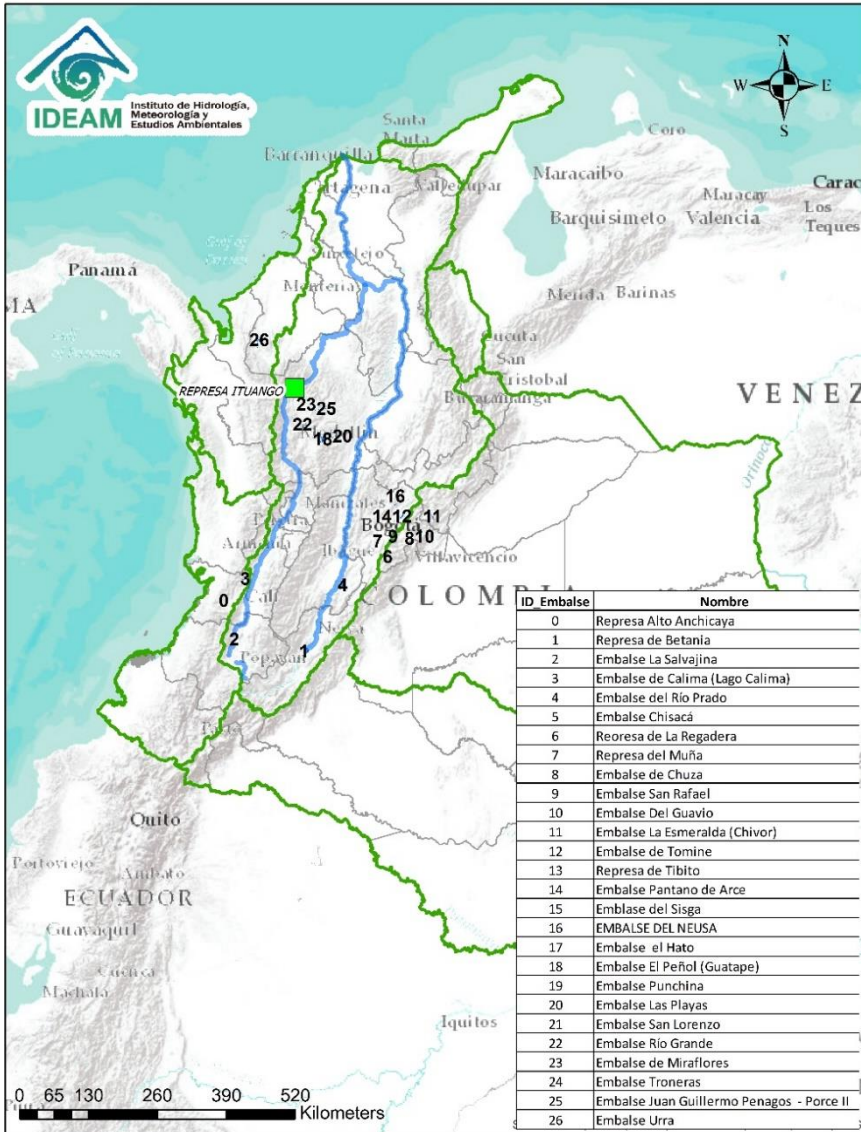 IDEAM
Instituto de Hidrología,
Meteorología y
Estudios Ambientales
N
W
E
S
Santa
Marta
Barranquilla
Cartagena
Valledupar
Coro
Maracaibo
Maracay
Carac
Barquisimeto
Valencia
Los
Teques
Panamá
Sincelejo
Montería
MA
Mérida
Barinas
Cucuta
San
Cristobal
26
REPRESA ITUANGO
Bucaramanga
VENEZ
23
25
22
Medellín
18
20
Orinoco
16
Manizales
14
12
11
Pereira
Bogotá
7
9
8
10
Armenia
Ibague
6
Villavicencio
3
4
COLOMBIA
0
Cali
2
Neiva
1
Popayan
Pasto
Quito
Portoviejo
Ambato
ECUADOR
Guayaquil
Cuenca
Machala
Iquitos
Piura
ID_Embalse Nombre
0 Represa Alto Anchicaya
1 Represa de Betania
2 Embalse La Salvajina
3 Embalse de Calima (Lago Calima)
4 Embalse del Río Prado
5 Embalse Chisacá
6 Reoresa de La Regadera
7 Represa del Muña
8 Embalse de Chuza
9 Embalse San Rafael
10 Embalse Del Guavio
11 Embalse La Esmeralda (Chivor)
12 Embalse de Tomine
13 Represa de Tibito
14 Embalse Pantano de Arce
15 Emblase del Sisga
16 EMBALSE DEL NEUSA
17 Embalse el Hato
18 Embalse El Peñol (Guatape)
19 Embalse Punchina
20 Embalse Las Playas
21 Embalse San Lorenzo
22 Embalse Río Grande
23 Embalse de Miraflores
24 Embalse Troneras
25 Embalse Juan Guillermo Penagos - Porce II
26 Embalse Urra
0 65 130 260 390 520
Kilometers